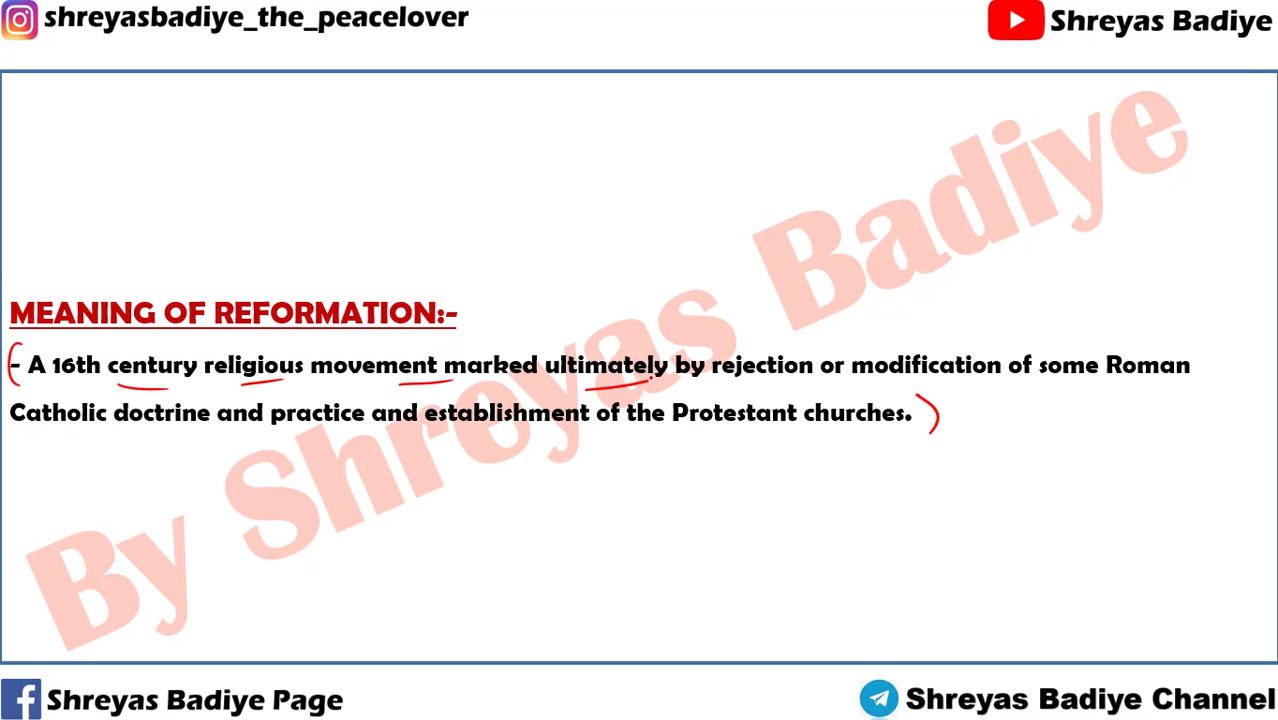 shreyasbadiye_the_peacelover
Shreyas Badiye
MEANING OF REFORMATION:-
- A 16th century religious movement marked ultimately by rejection or modification of some Roman
Catholic doctrine and practice and establishment of the Protestant churches.
By Shreyas Badiye
Shreyas Badiye Page
Shreyas Badiye Channel